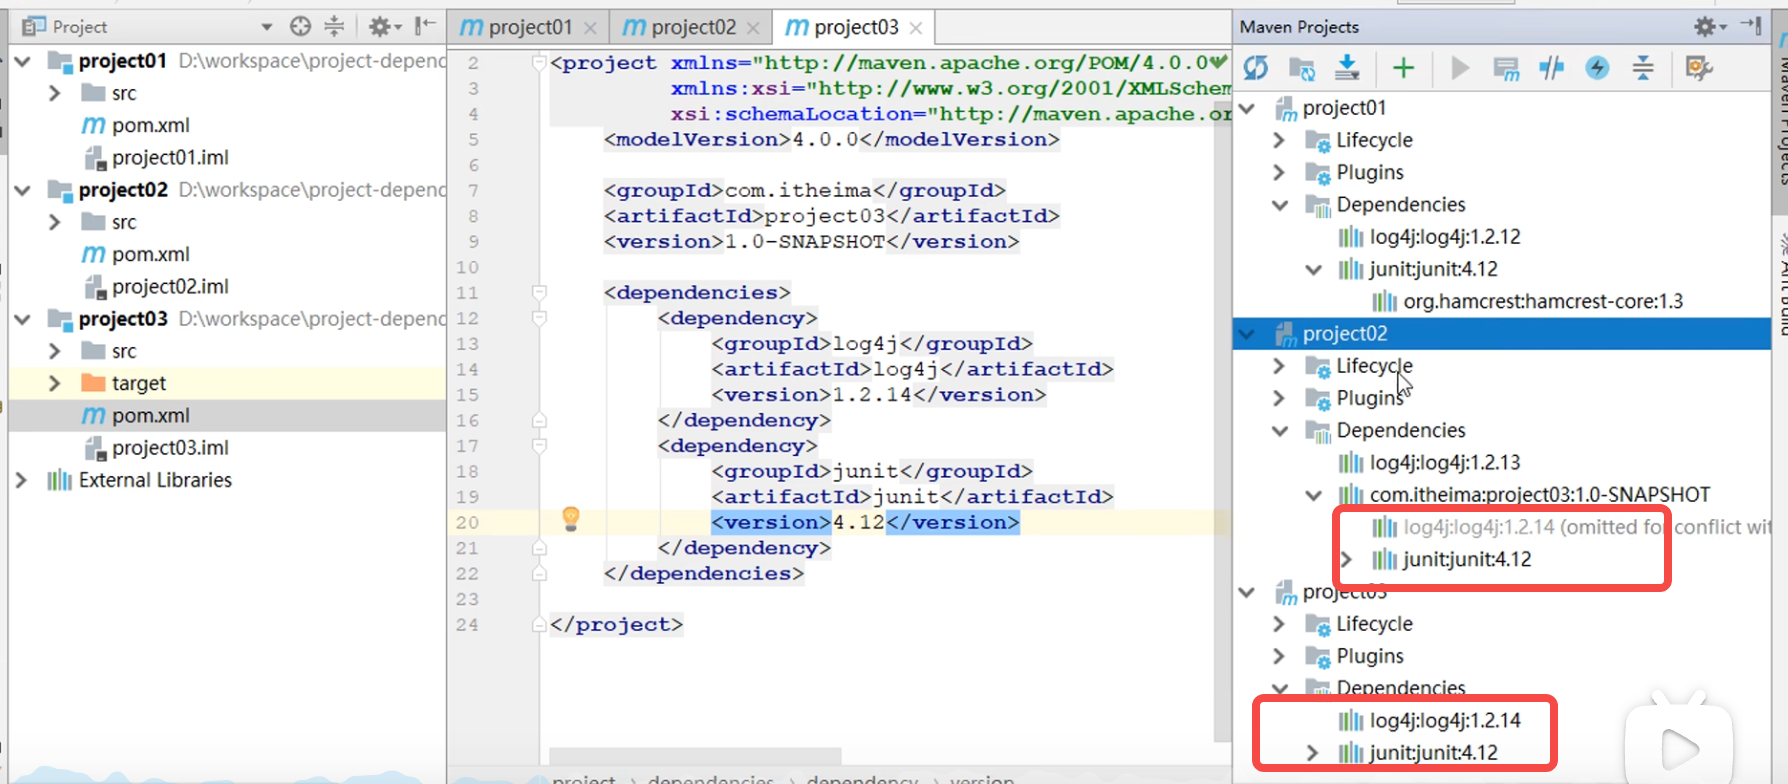 Project
project01 D:\workspace\project-depend
src
pom.xml
project01.iml
project02 D:\workspace\project-depend
src
pom.xml
project02.iml
project03 D:\workspace\project-depend
src
target
pom.xml
project03.iml
External Libraries
project01
project02
project03
2 <project xmlns="http://maven.apache.org/POM/4.0.0
3 xmlns:xsi="http://www.w3.org/2001/XMLSchem
4 xsi:schemaLocation="http://maven.apache.or
5 <modelVersion>4.0.0</modelVersion>
6
7 <groupId>com.itheima</groupId>
8 <artifactId>project03</artifactId>
9 <version>1.0-SNAPSHOT</version>
10
11 <dependencies>
12 <dependency>
13 <groupId>log4j</groupId>
14 <artifactId>log4j</artifactId>
15 <version>1.2.14</version>
16 </dependency>
17 <dependency>
18 <groupId>junit</groupId>
19 <artifactId>junit</artifactId>
20 <version>4.12</version>
21 </dependency>
22 </dependencies>
23
24 </project>
project › dependencies › dependency › version
Maven Projects
project01
Lifecycle
Plugins
Dependencies
log4j:log4j:1.2.12
junit:junit:4.12
org.hamcrest:hamcrest-core:1.3
project02
Lifecycle
Plugins
Dependencies
log4j:log4j:1.2.13
com.itheima:project03:1.0-SNAPSHOT
log4j:log4j:1.2.14 (omitted for conflict wit
junit:junit:4.12
project03
Lifecycle
Plugins
Dependencies
log4j:log4j:1.2.14
junit:junit:4.12
Maven Projects
Ant Build